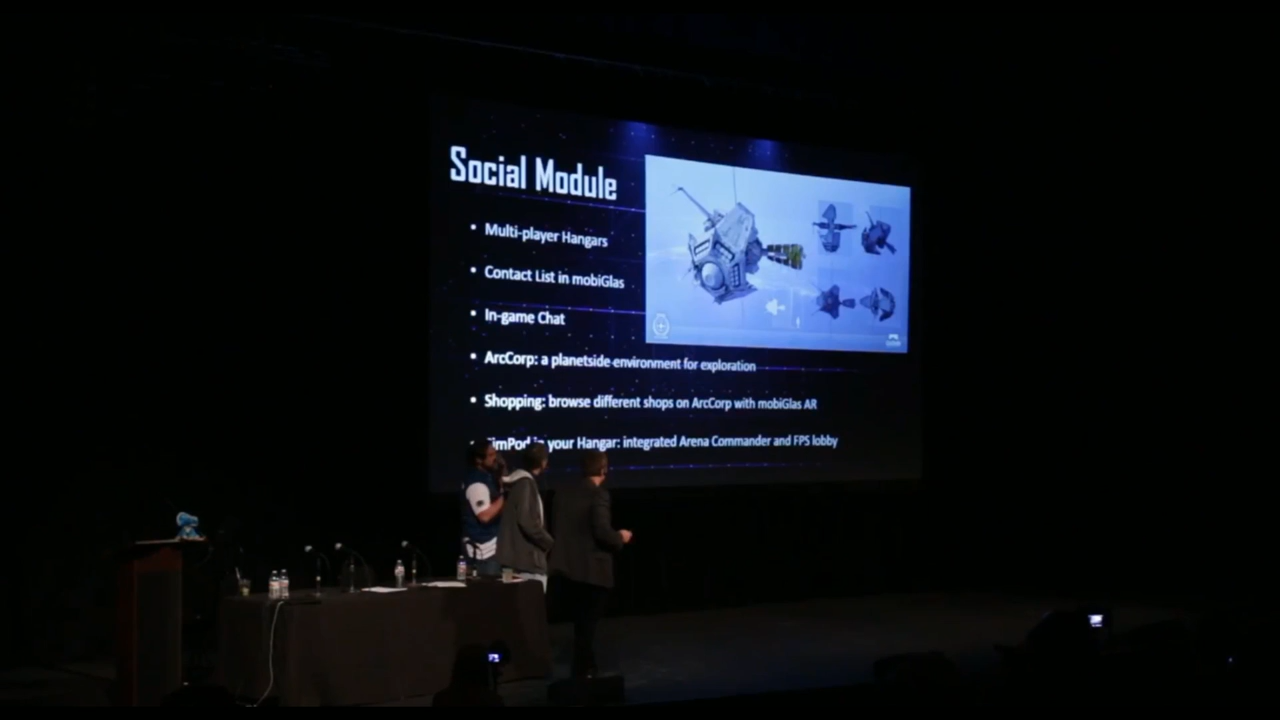 Social Module
• Multi-player Hangars
• Contact List in mobiGlas
• In-game Chat
• ArcCorp: a planetside environment for exploration
• Shopping: browse different shops on ArcCorp with mobiGlas AR
your Hangar: integrated Arena Commander and FPS lobby